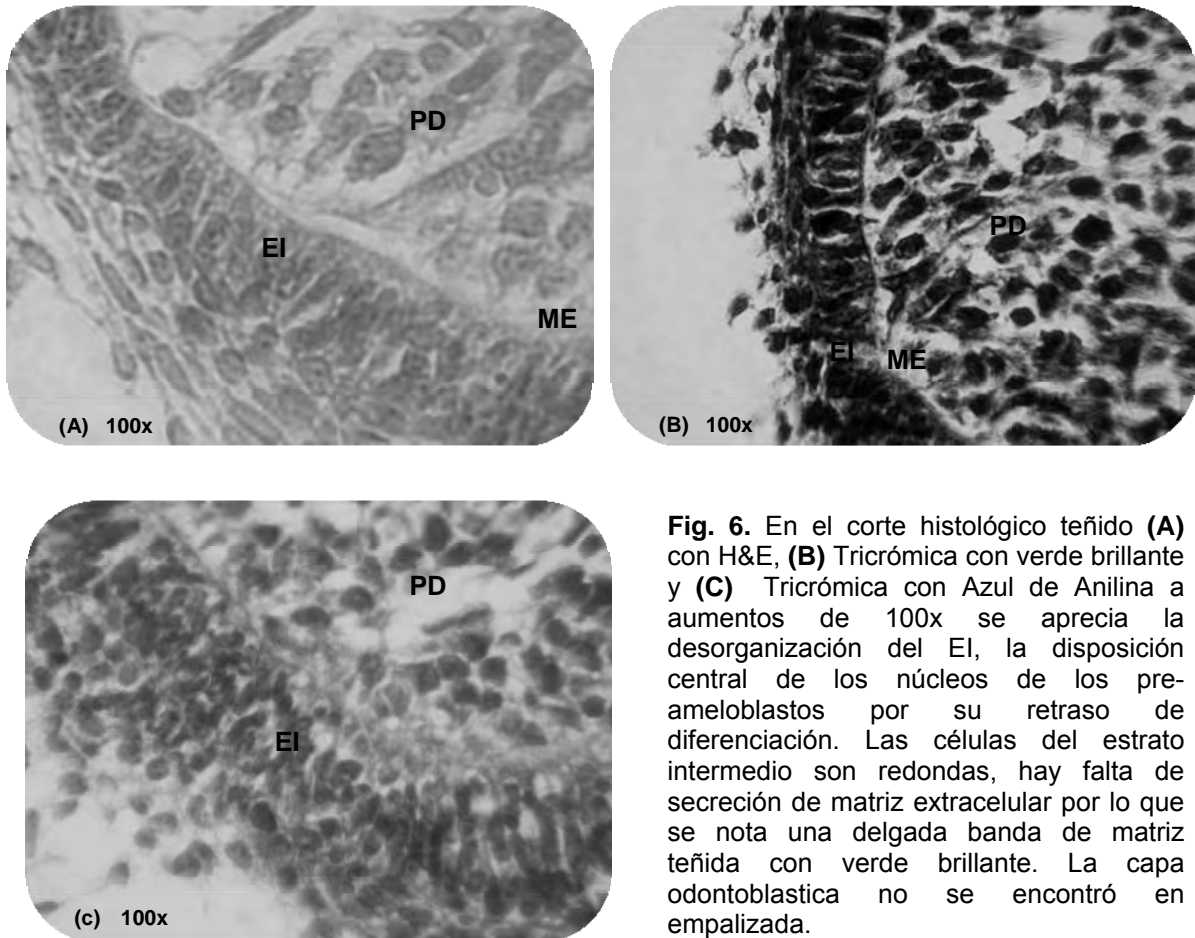 PD
EI
ME
(A) 100x
PD
EI
ME
(B) 100x
PD
EI
(c) 100x
Fig. 6. En el corte histológico teñido (A)
con H&E, (B) Tricrómica con verde brillante
y (C) Tricrómica con Azul de Anilina a
aumentos de 100x se aprecia la
desorganización del EI, la disposición
central de los núcleos de los pre-
ameloblastos por su retraso de
diferenciación. Las células del estrato
intermedio son redondas, hay falta de
secreción de matriz extracelular por lo que
se nota una delgada banda de matriz
teñida con verde brillante. La capa
odontoblastica no se encontró en
empalizada.